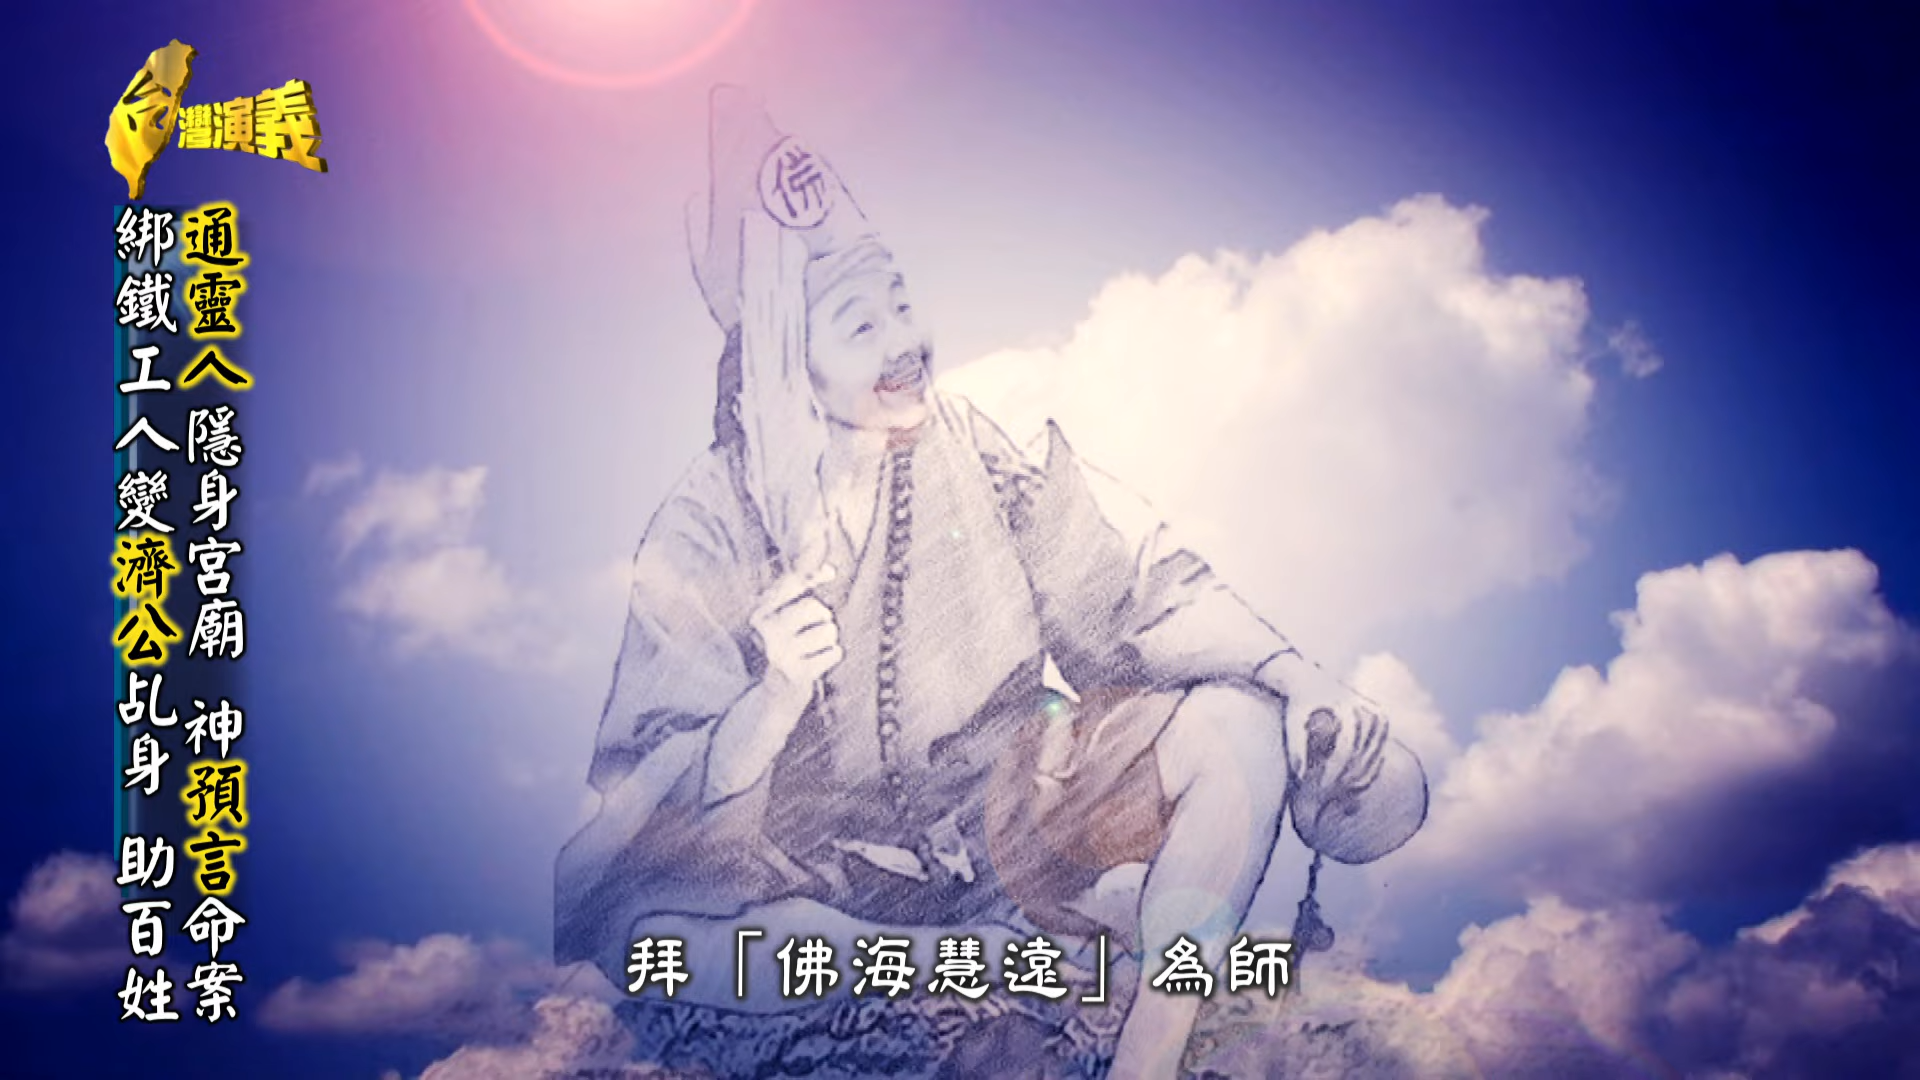 台灣演義
通靈人 隱身宮廟 神預言命案
綁鐵工人變濟公乩身 助百姓
佛
拜「佛海慧遠」為師